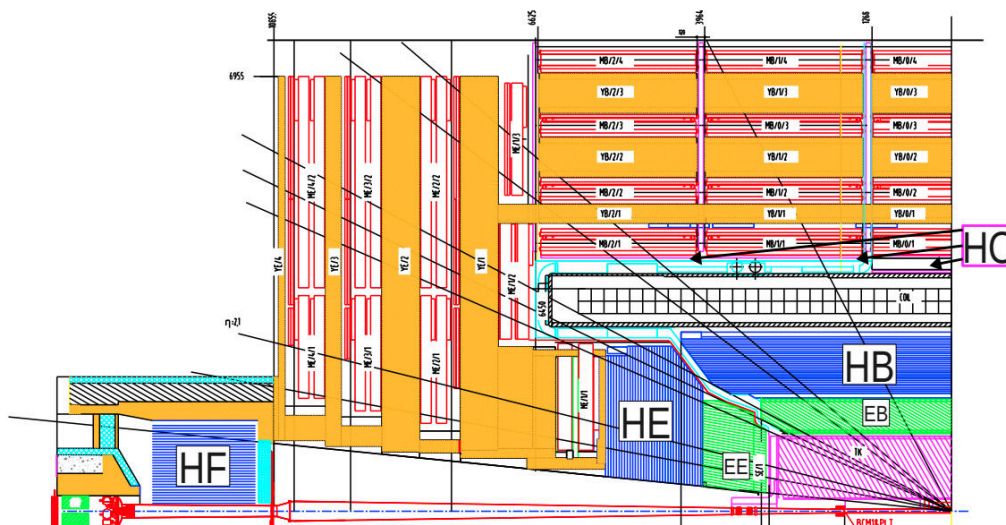 10855
6625
3964
1268
6955
MB/2/4
MB/1/4
MB/0/4
YB/2/3
YB/1/3
YB/0/3
MB/2/3
MB/0/3
MB/0/3
YB/2/2
YB/1/2
YB/0/2
MB/2/2
MB/1/2
MB/0/2
YB/2/1
YB/1/1
YB/0/1
MB/2/1
MB/1/1
MB/0/1
HO
ME/1/3
ME/4/2
ME/3/2
ME/2/2
YE/4
YE/3
YE/2
YE/1
ME/1/2
6450
COIL
η=2,1
ME/4/1
ME/3/1
ME/2/1
ME/1/1
HB
HE
EB
TK
HF
EE
SE/1